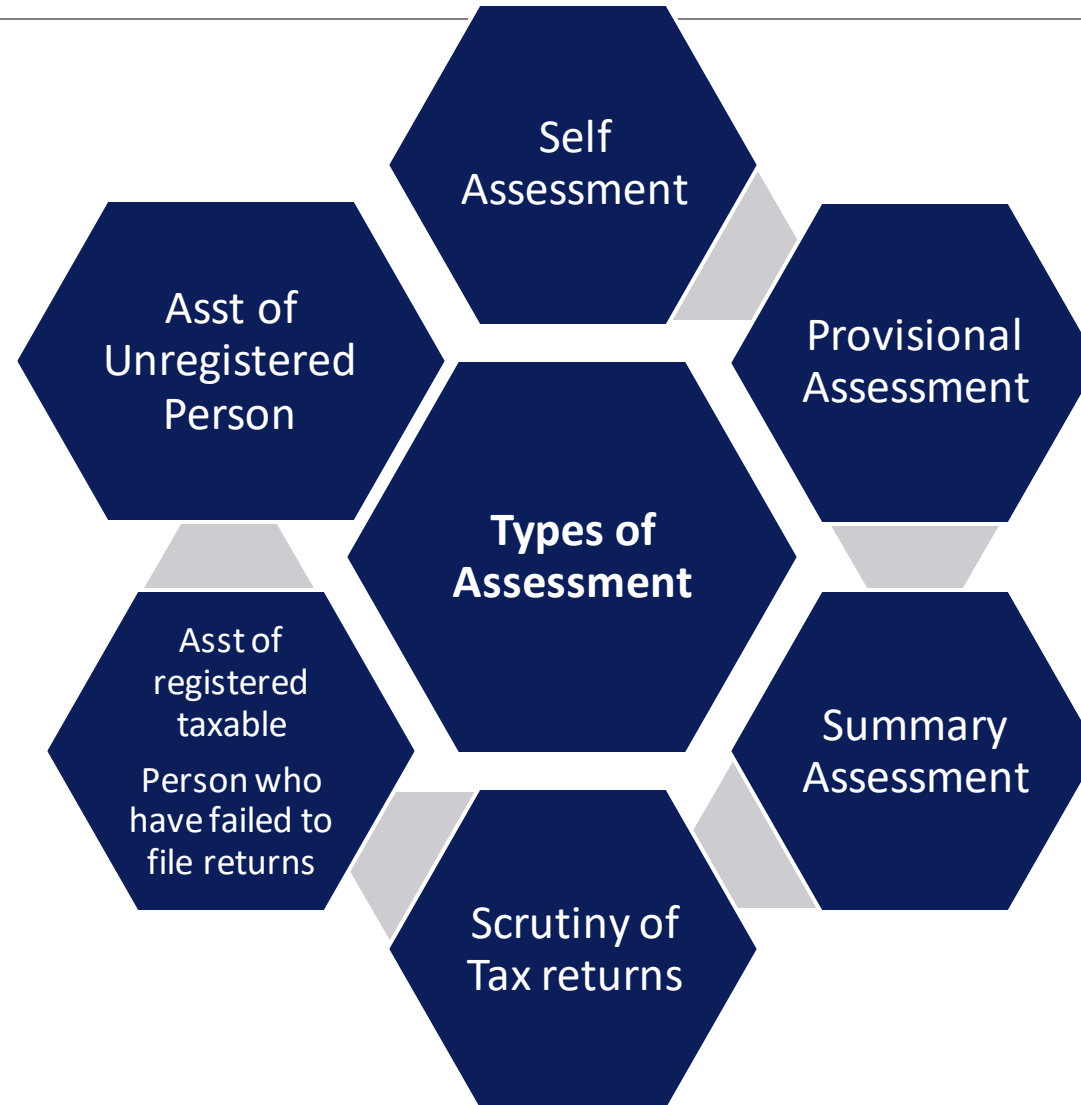 Self
Assessment
Provisional
Assessment
Summary
Assessment
Scrutiny of
Tax returns
Asst of
registered
taxable
Person who
have failed to
file returns
Asst of
Unregistered
Person
Types of
Assessment